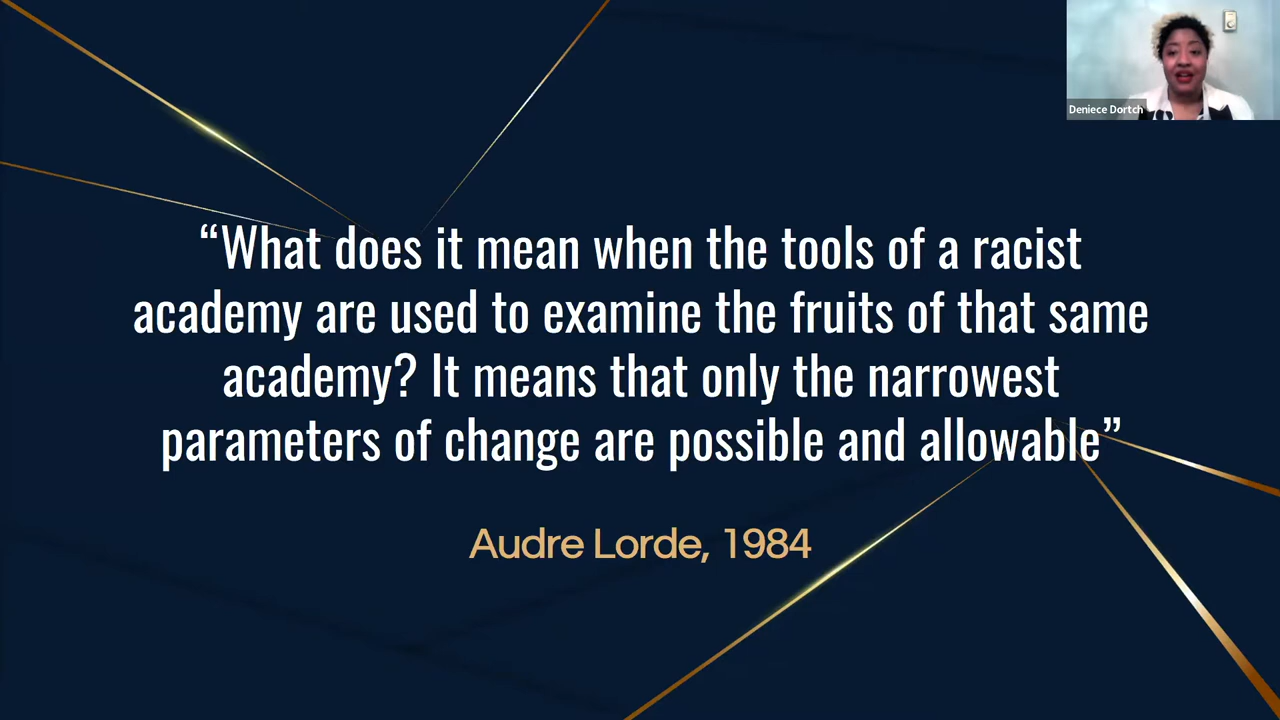 Deniece Dortch
“What does it mean when the tools of a racist
academy are used to examine the fruits of that same
academy? It means that only the narrowest
parameters of change are possible and allowable”
Audre Lorde, 1984